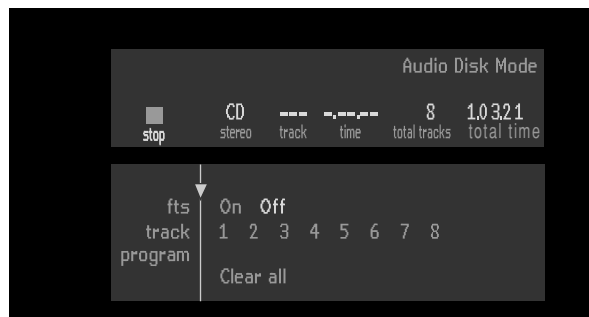 Audio Disk Mode
CD --- -.--.-- 8 1.03.21
stop stereo track time total tracks total time
fts On Off
track 1 2 3 4 5 6 7 8
program
Clear all